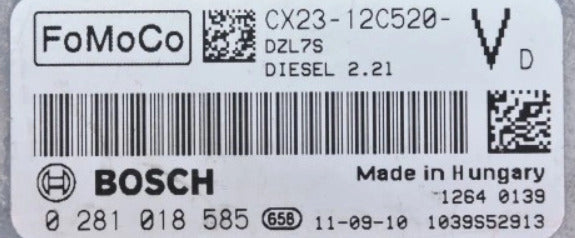 FoMoCo CX23-12C520- V D
DZL7S
DIESEL 2.2l
BOSCH Made in Hungary
1264 0139
0 281 018 585 658 11-09-10 1039S52913